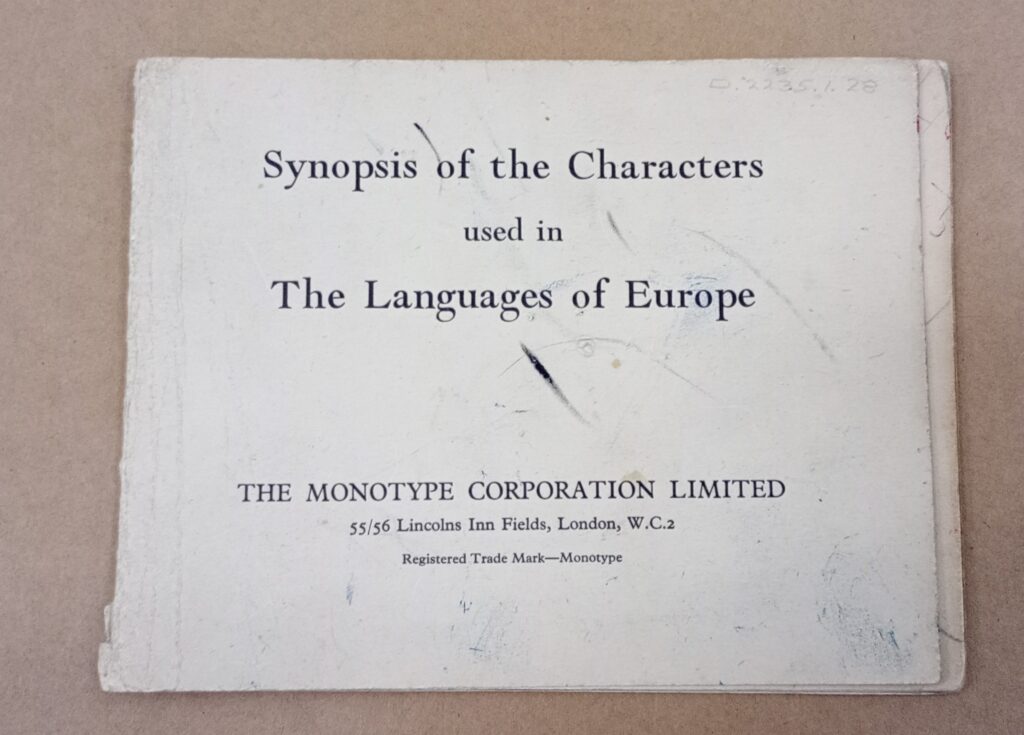 D.2235.1.28
Synopsis of the Characters
used in
The Languages of Europe
THE MONOTYPE CORPORATION LIMITED
55/56 Lincolns Inn Fields, London, W.C.2
Registered Trade Mark—Monotype